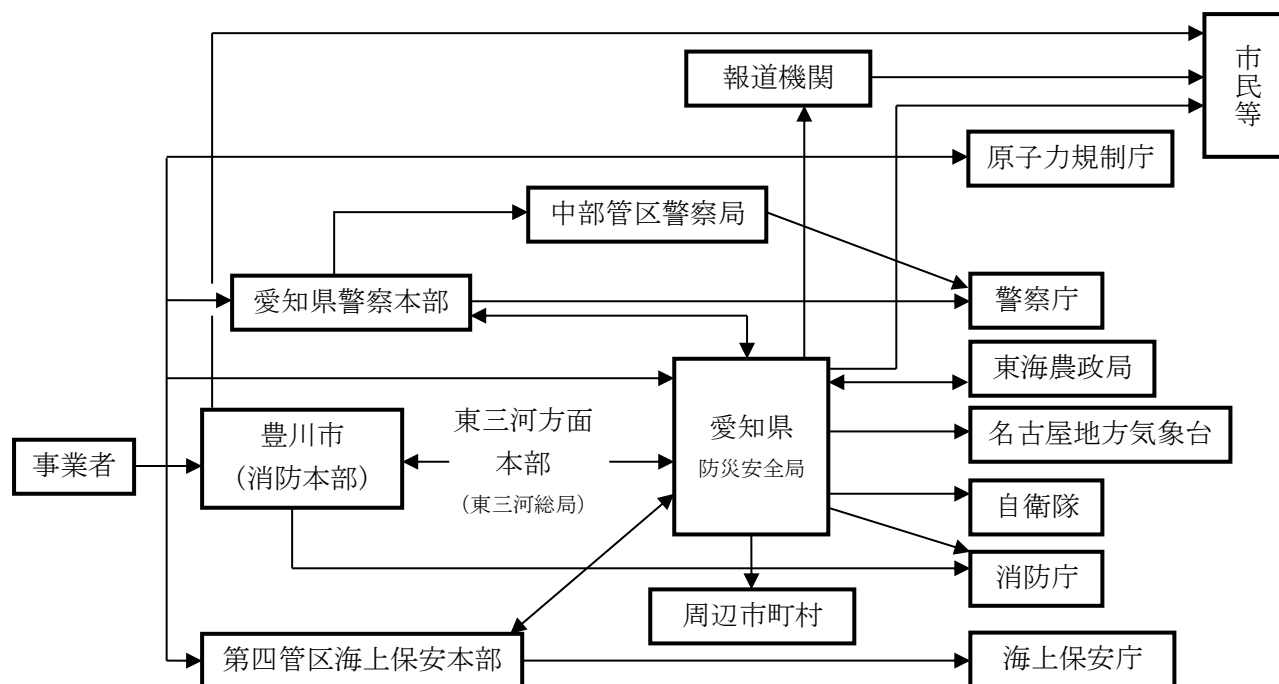 市民等
報道機関
原子力規制庁
中部管区警察局
愛知県警察本部
警察庁
東海農政局
東三河方面
本部
(東三河総局)
愛知県
防災安全局
名古屋地方気象台
事業者
豊川市
(消防本部)
自衛隊
消防庁
周辺市町村
第四管区海上保安本部
海上保安庁